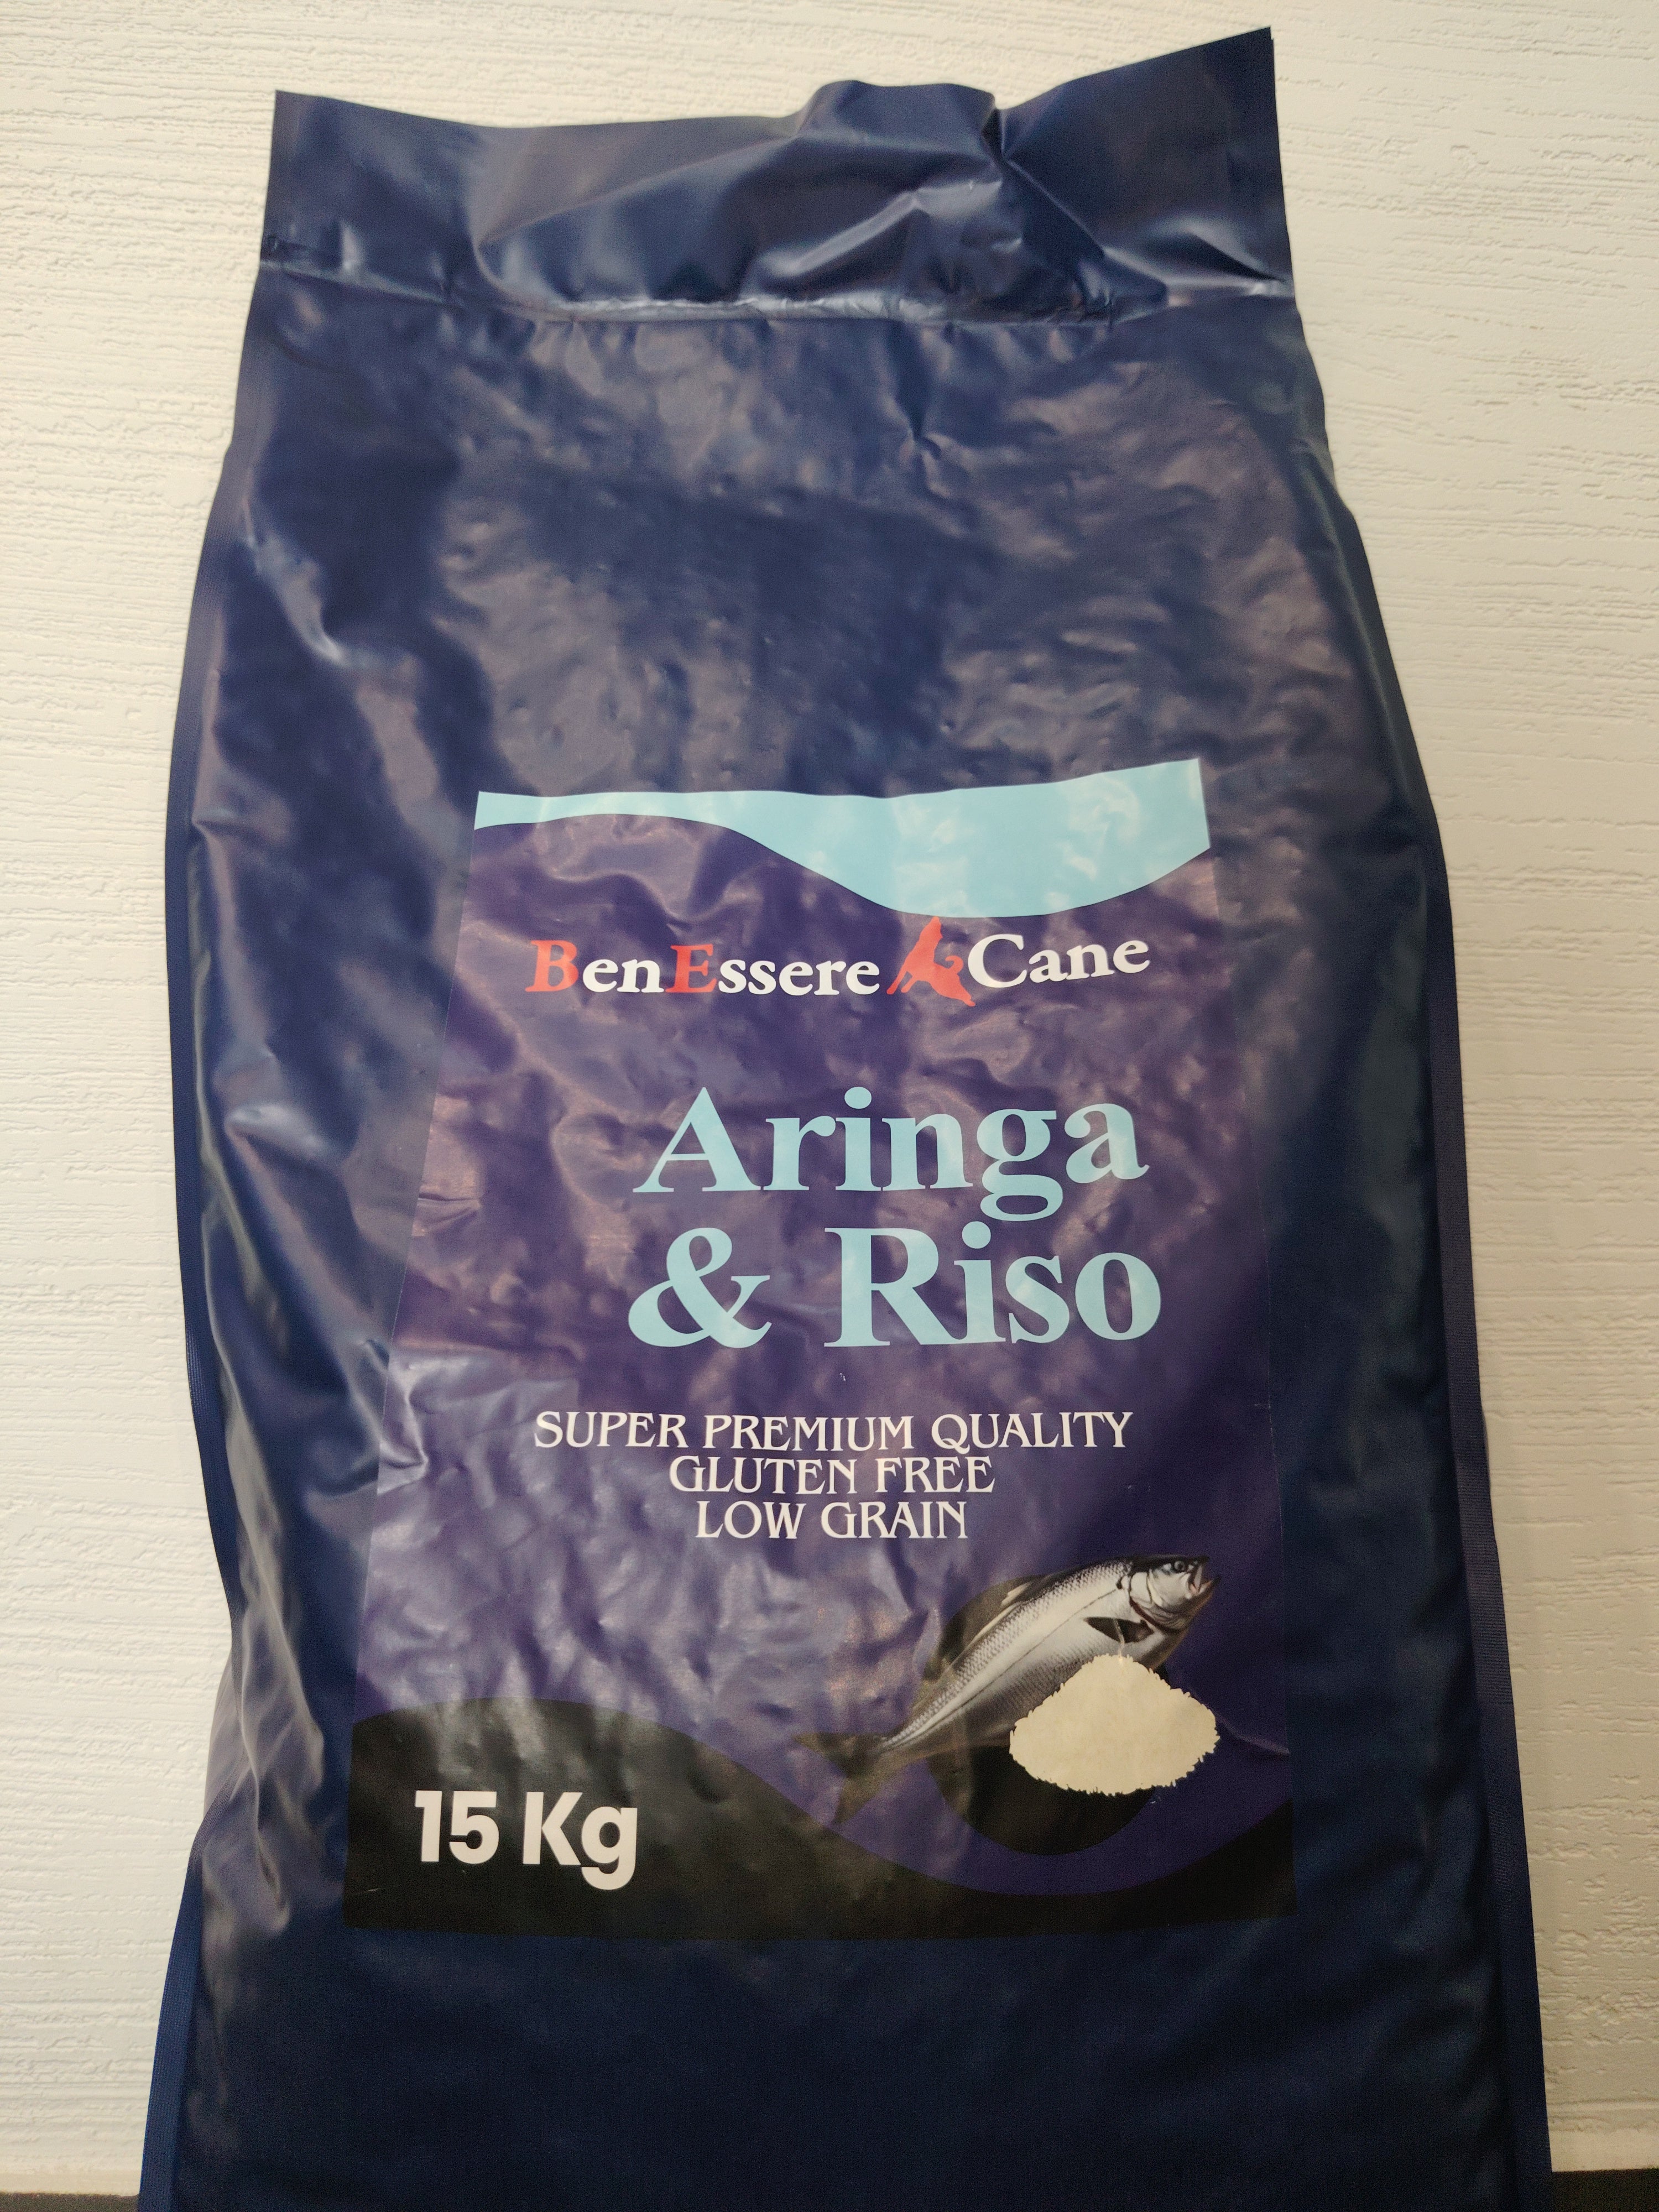 BenEssere Cane
Aringa
& Riso
SUPER PREMIUM QUALITY
GLUTEN FREE
LOW GRAIN
15 Kg